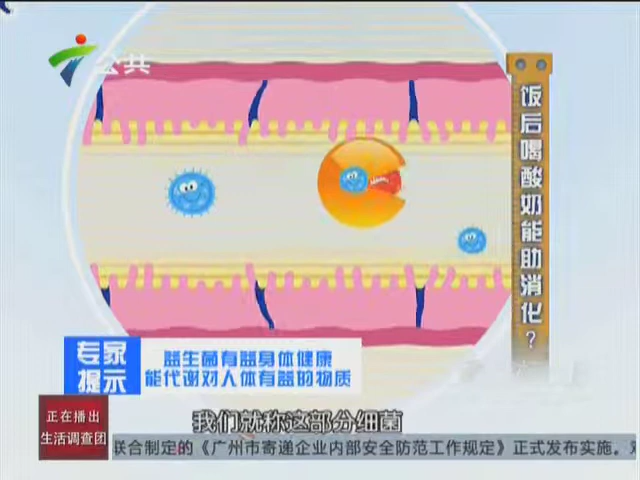 公共
饭后喝酸奶能助消化？
专家
提示
益生菌有益身体健康
能代谢对人体有益的物质
我们就称这部分细菌
正在播出
生活调查团
联合制定的《广州市寄递企业内部安全防范工作规定》正式发布实施。